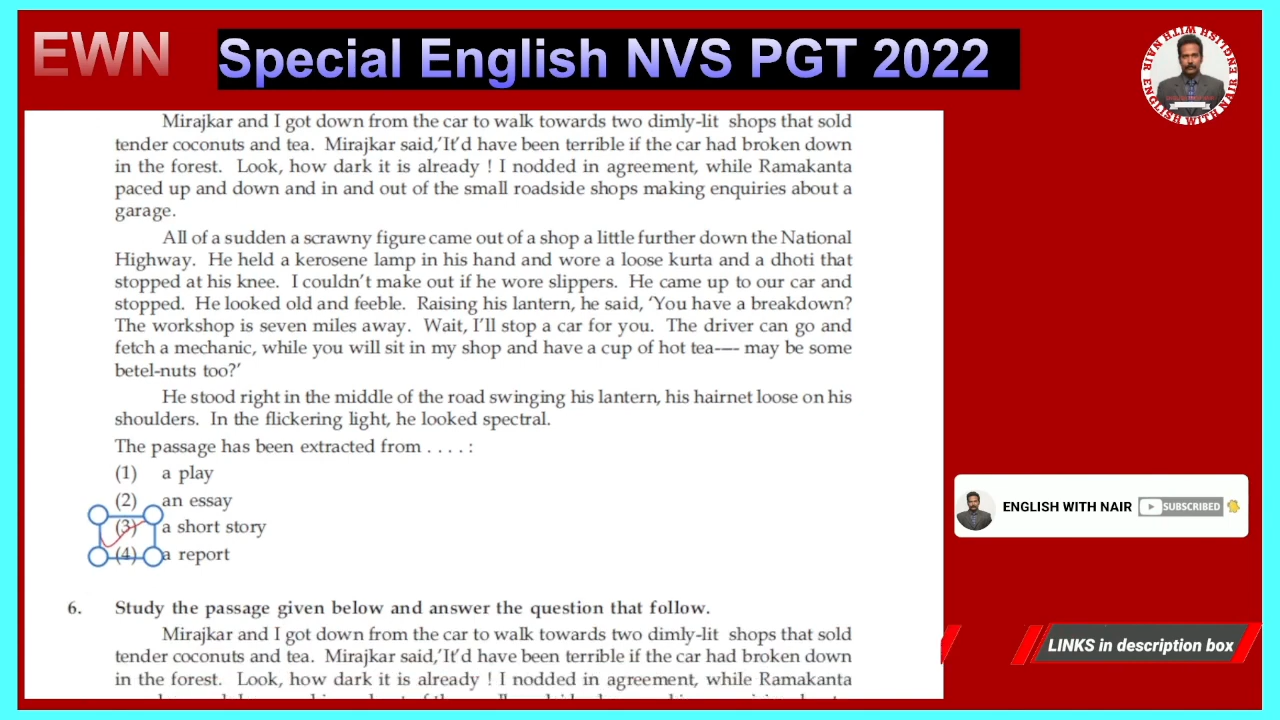 EWN
Special English NVS PGT 2022
ENGLISH WITH NAIR ENGLISH WITH NAIR
Mirajkar and I got down from the car to walk towards two dimly-lit shops that sold
tender coconuts and tea. Mirajkar said,'It'd have been terrible if the car had broken down
in the forest. Look, how dark it is already ! I nodded in agreement, while Ramakanta
paced up and down and in and out of the small roadside shops making enquiries about a
garage.
All of a sudden a scrawny figure came out of a shop a little further down the National
Highway. He held a kerosene lamp in his hand and wore a loose kurta and a dhoti that
stopped at his knee. I couldn't make out if he wore slippers. He came up to our car and
stopped. He looked old and feeble. Raising his lantern, he said, 'You have a breakdown?
The workshop is seven miles away. Wait, I'll stop a car for you. The driver can go and
fetch a mechanic, while you will sit in my shop and have a cup of hot tea---- may be some
betel-nuts too?'
He stood right in the middle of the road swinging his lantern, his hairnet loose on his
shoulders. In the flickering light, he looked spectral.
The passage has been extracted from . . . . :
(1) a play
(2) an essay
(3) a short story
(4) a report
ENGLISH WITH NAIR SUBSCRIBED
6. Study the passage given below and answer the question that follow.
Mirajkar and I got down from the car to walk towards two dimly-lit shops that sold
tender coconuts and tea. Mirajkar said,'It'd have been terrible if the car had broken down
in the forest. Look, how dark it is already ! I nodded in agreement, while Ramakanta
LINKS in description box